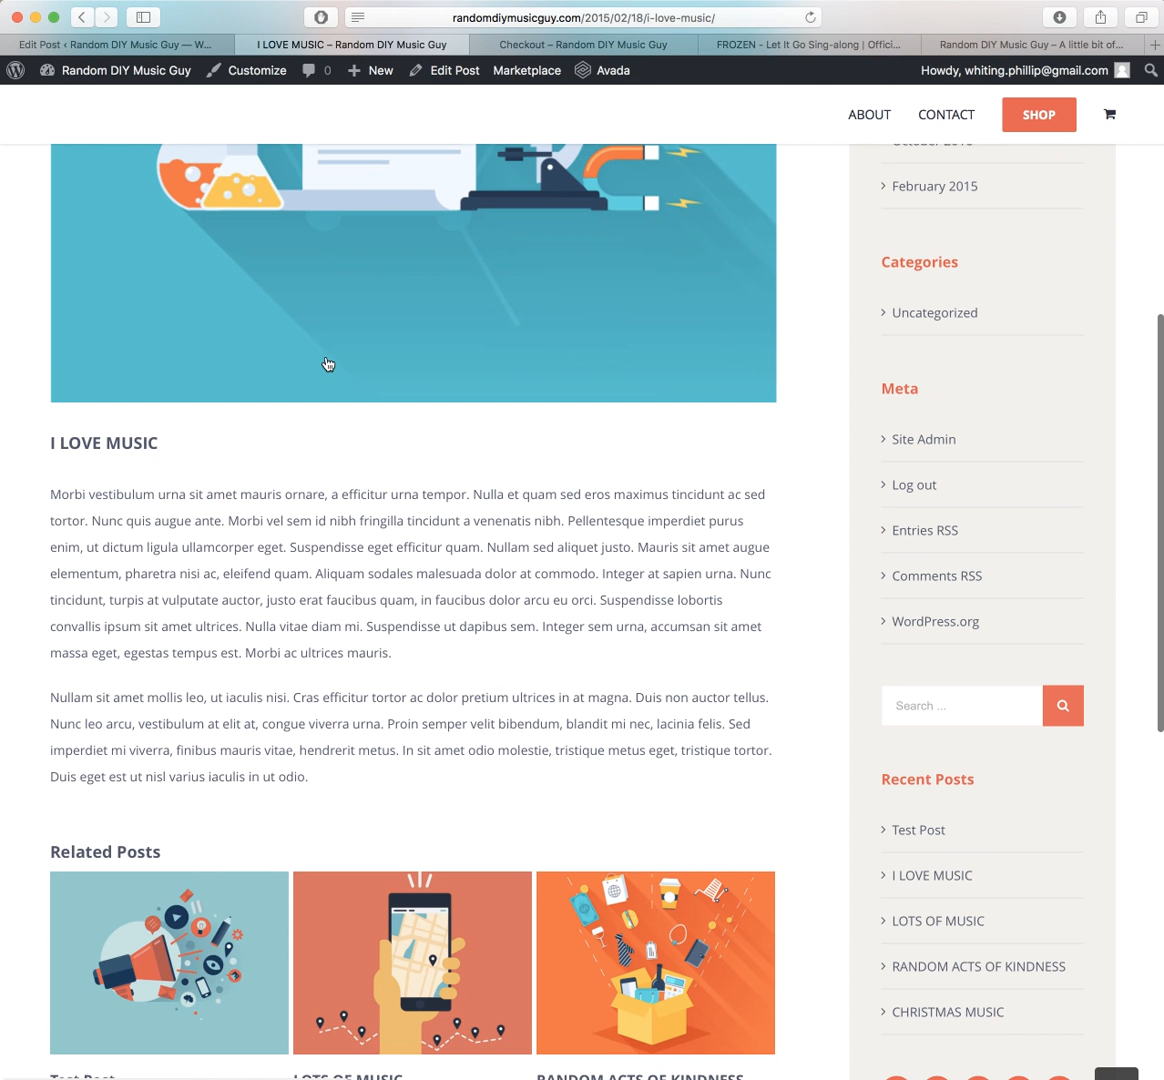 randomdiymusicguy.com/2015/02/18/i-love-music/
Edit Post ‹ Random DIY Music Guy — W...
I LOVE MUSIC – Random DIY Music Guy
Checkout – Random DIY Music Guy
FROZEN - Let It Go Sing-along | Offici...
Random DIY Music Guy – A little bit of...
Random DIY Music Guy
Customize
0
New
Edit Post
Marketplace
Avada
Howdy, whiting.phillip@gmail.com
ABOUT
CONTACT
SHOP
I LOVE MUSIC
Morbi vestibulum urna sit amet mauris ornare, a efficitur urna tempor. Nulla et quam sed eros maximus tincidunt ac sed
tortor. Nunc quis augue ante. Morbi vel sem id nibh fringilla tincidunt a venenatis nibh. Pellentesque imperdiet purus
enim, ut dictum ligula ullamcorper eget. Suspendisse eget efficitur quam. Nullam sed aliquet justo. Mauris sit amet augue
elementum, pharetra nisi ac, eleifend quam. Aliquam sodales malesuada dolor at commodo. Integer at sapien urna. Nunc
tincidunt, turpis at vulputate auctor, justo erat faucibus quam, in faucibus dolor arcu eu orci. Suspendisse lobortis
convallis ipsum sit amet ultrices. Nulla vitae diam mi. Suspendisse ut dapibus sem. Integer sem urna, accumsan sit amet
massa eget, egestas tempus est. Morbi ac ultrices mauris.
Nullam sit amet mollis leo, ut iaculis nisi. Cras efficitur tortor ac dolor pretium ultrices in at magna. Duis non auctor tellus.
Nunc leo arcu, vestibulum at elit at, congue viverra urna. Proin semper velit bibendum, blandit mi nec, lacinia felis. Sed
imperdiet mi viverra, finibus mauris vitae, hendrerit metus. In sit amet odio molestie, tristique metus eget, tristique tortor.
Duis eget est ut nisl varius iaculis in ut odio.
Related Posts
Test Post
LOTS OF MUSIC
RANDOM ACTS OF KINDNESS
February 2015
Categories
Uncategorized
Meta
Site Admin
Log out
Entries RSS
Comments RSS
WordPress.org
Search ...
Recent Posts
Test Post
I LOVE MUSIC
LOTS OF MUSIC
RANDOM ACTS OF KINDNESS
CHRISTMAS MUSIC